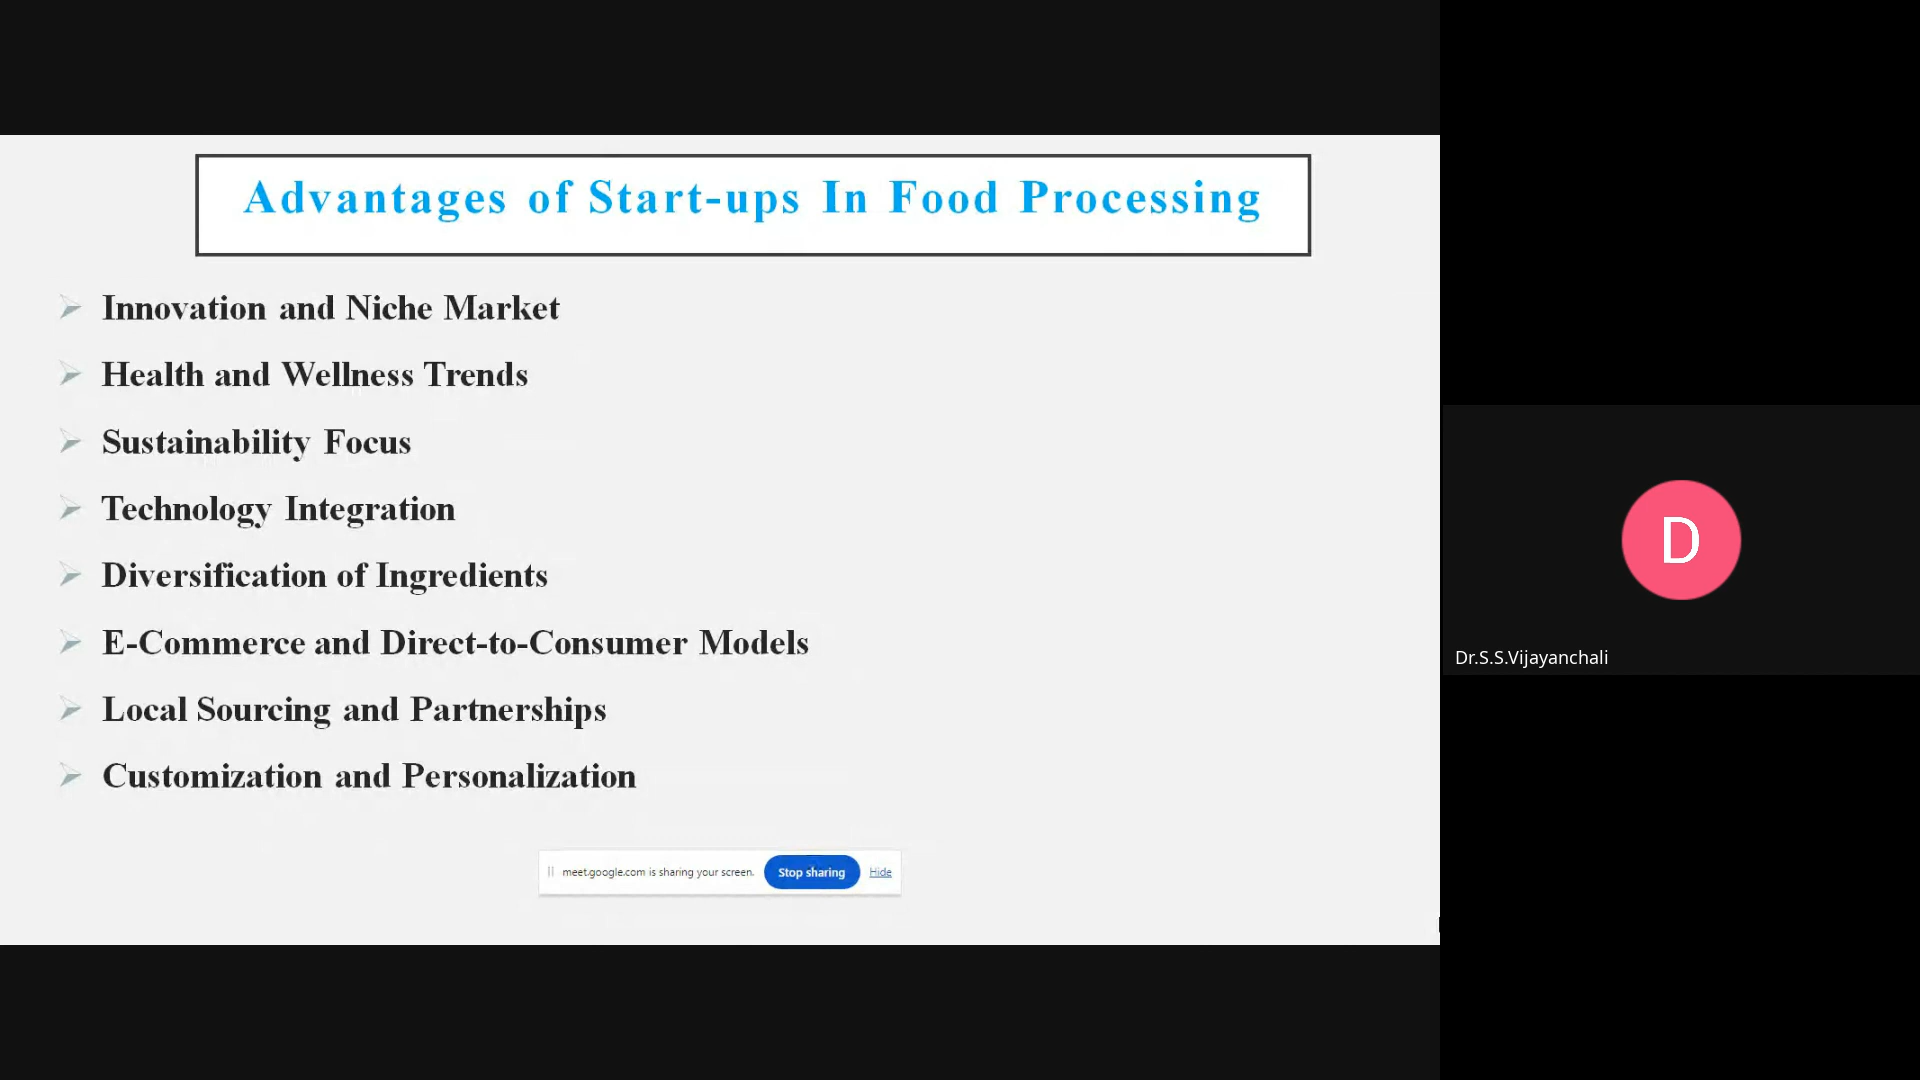 Advantages of Start-ups In Food Processing
Innovation and Niche Market
Health and Wellness Trends
Sustainability Focus
Technology Integration
Diversification of Ingredients
E-Commerce and Direct-to-Consumer Models
Local Sourcing and Partnerships
Customization and Personalization
meet.google.com is sharing your screen. Stop sharing Hide
D
Dr.S.S.Vijayanchali